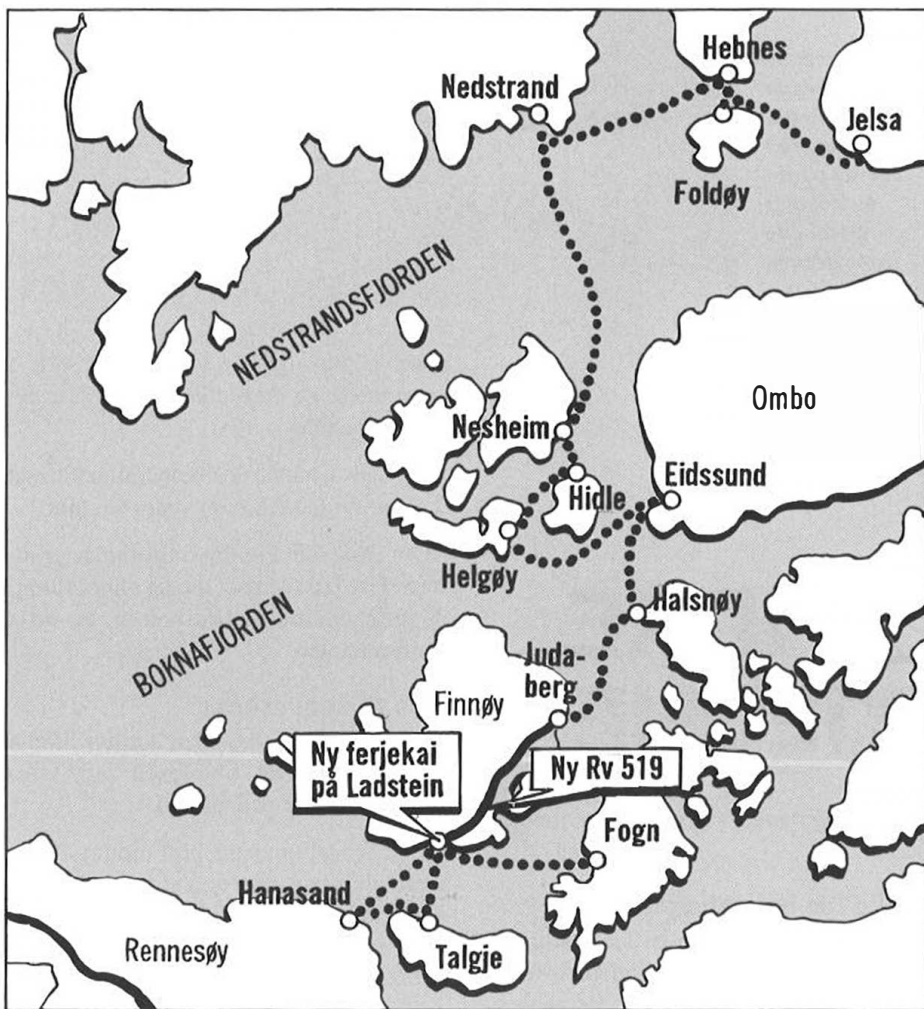 Hebnes
Nedstrand
Jelsa
Foldøy
NEDSTRANDSFJORDEN
Ombo
Nesheim
Eidssund
Hidle
Helgøy
Halsnøy
BOKNAFJORDEN
Juda-
berg
Finnøy
Ny ferjekai
på Ladstein
Ny Rv 519
Fogn
Hanasand
Rennesøy
Talgje